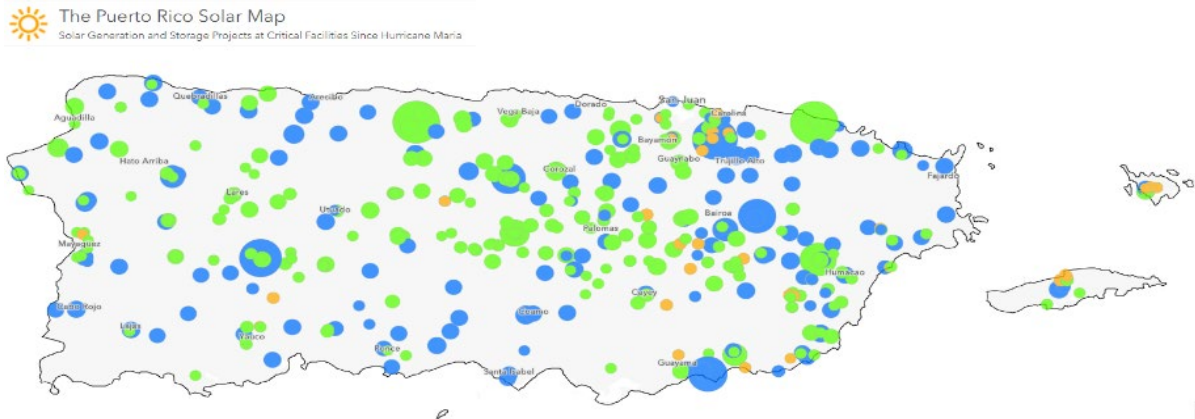 The Puerto Rico Solar Map
Solar Generation and Storage Projects at Critical Facilities Since Hurricane Maria
Quebradillas
Arecibo
Vega Baja
Dorado
San Juan
Carolina
Aguadilla
Bayamón
Hato Arriba
Corozal
Guaynabo
Trujillo Alto
Fajardo
Lares
Utuado
Palomas
Beiroa
Mayagüez
Humacao
Cayey
Cabo Rojo
Lajas
Yauco
Coamo
Ponce
Guayama
Santa Isabel